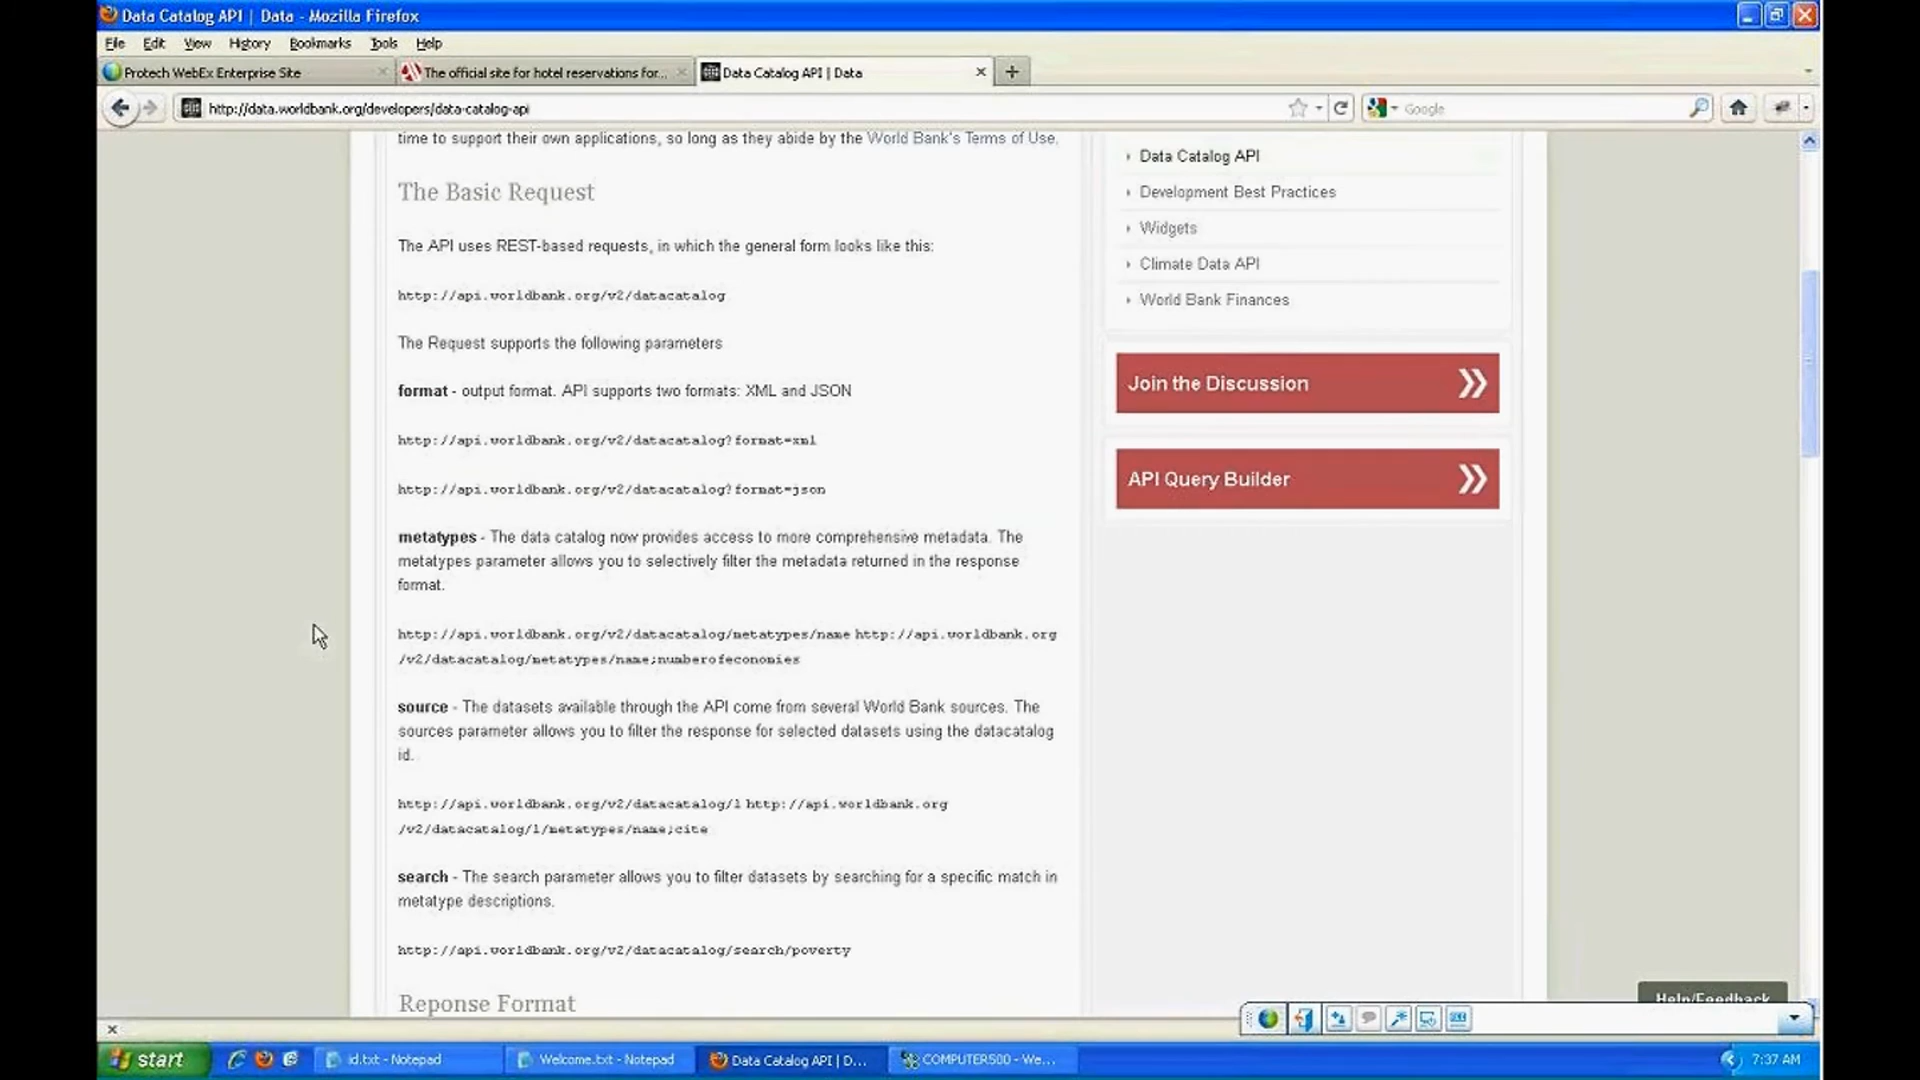 Data Catalog API | Data - Mozilla Firefox
File Edit View History Bookmarks Tools Help
Protech WebEx Enterprise Site
The official site for hotel reservations for...
Data Catalog API | Data
http://data.worldbank.org/developers/data-catalog-api
Google
time to support their own applications, so long as they abide by the World Bank's Terms of Use.
The Basic Request
The API uses REST-based requests, in which the general form looks like this:
http://api.worldbank.org/v2/datacatalog
The Request supports the following parameters
format - output format. API supports two formats: XML and JSON
http://api.worldbank.org/v2/datacatalog?format=xml
http://api.worldbank.org/v2/datacatalog?format=json
metatypes - The data catalog now provides access to more comprehensive metadata. The
metatypes parameter allows you to selectively filter the metadata returned in the response
format.
http://api.worldbank.org/v2/datacatalog/metatypes/name http://api.worldbank.org
/v2/datacatalog/metatypes/name;numberofeconomies
source - The datasets available through the API come from several World Bank sources. The
sources parameter allows you to filter the response for selected datasets using the datacatalog
id.
http://api.worldbank.org/v2/datacatalog/1 http://api.worldbank.org
/v2/datacatalog/1/metatypes/name;cite
search - The search parameter allows you to filter datasets by searching for a specific match in
metatype descriptions.
http://api.worldbank.org/v2/datacatalog/search/poverty
Reponse Format
Data Catalog API
Development Best Practices
Widgets
Climate Data API
World Bank Finances
Join the Discussion
API Query Builder
Help/Feedback
start
id.txt - Notepad
Welcome.txt - Notepad
Data Catalog API | D...
COMPUTER500 - We...
7:37 AM